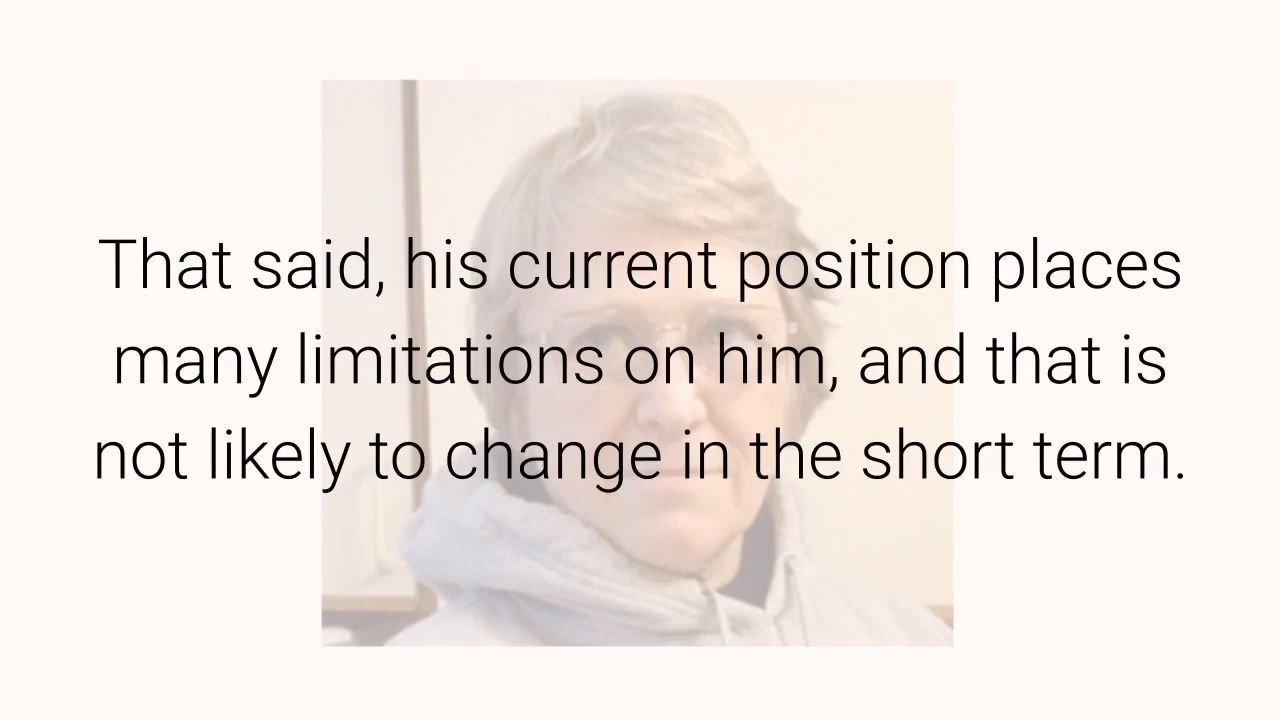 That said, his current position places
many limitations on him, and that is
not likely to change in the short term.